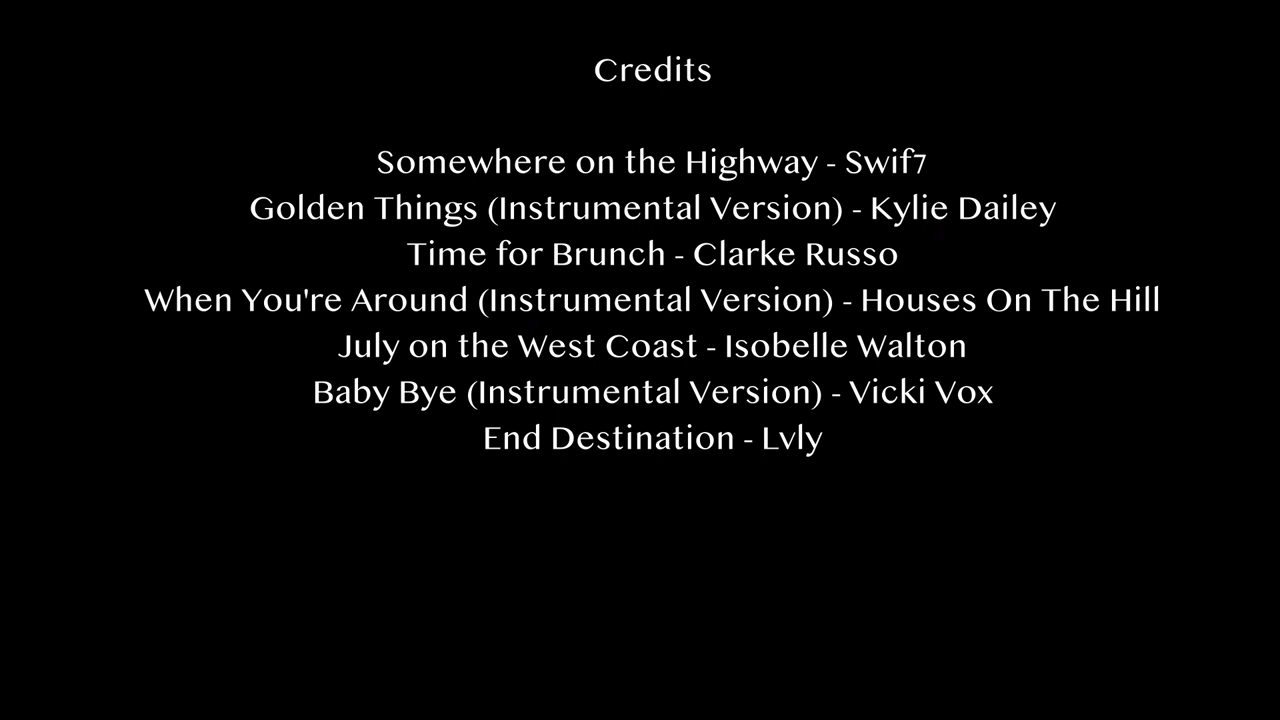 Credits
Somewhere on the Highway - Swif7
Golden Things (Instrumental Version) - Kylie Dailey
Time for Brunch - Clarke Russo
When You're Around (Instrumental Version) - Houses On The Hill
July on the West Coast - Isobelle Walton
Baby Bye (Instrumental Version) - Vicki Vox
End Destination - Lvly